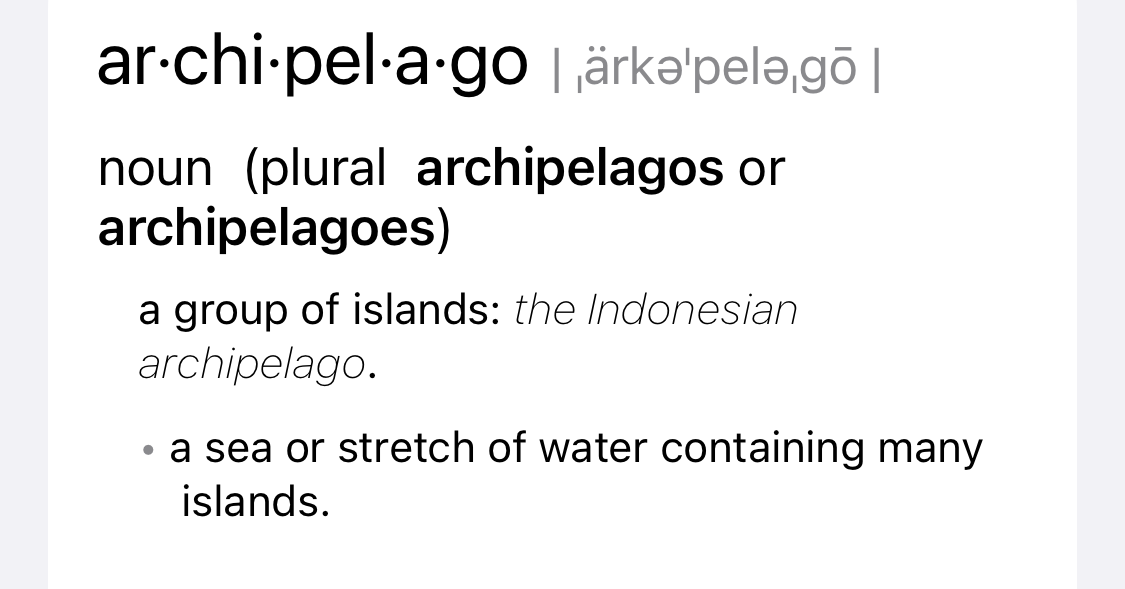 ar·chi·pel·a·go | ˌärkəˈpeləˌgō |
noun (plural archipelagos or
archipelagoes)
a group of islands: the Indonesian
archipelago.
• a sea or stretch of water containing many
islands.